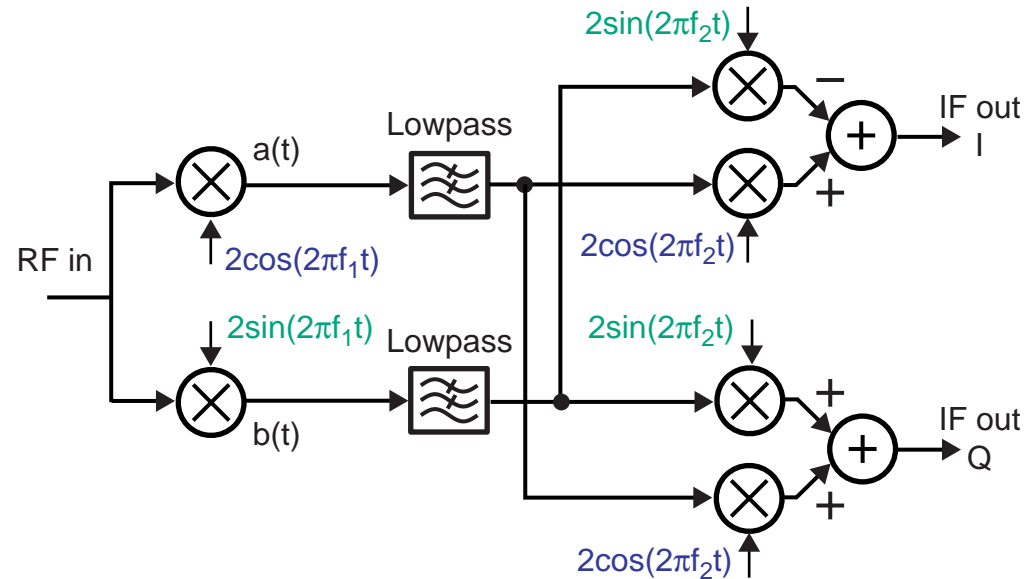 2sin(2πf₂t)
−
IF out
I
Lowpass
a(t)
+
+
2cos(2πf₁t)
2cos(2πf₂t)
RF in
2sin(2πf₁t)
2sin(2πf₂t)
Lowpass
+
IF out
Q
b(t)
+
+
2cos(2πf₂t)